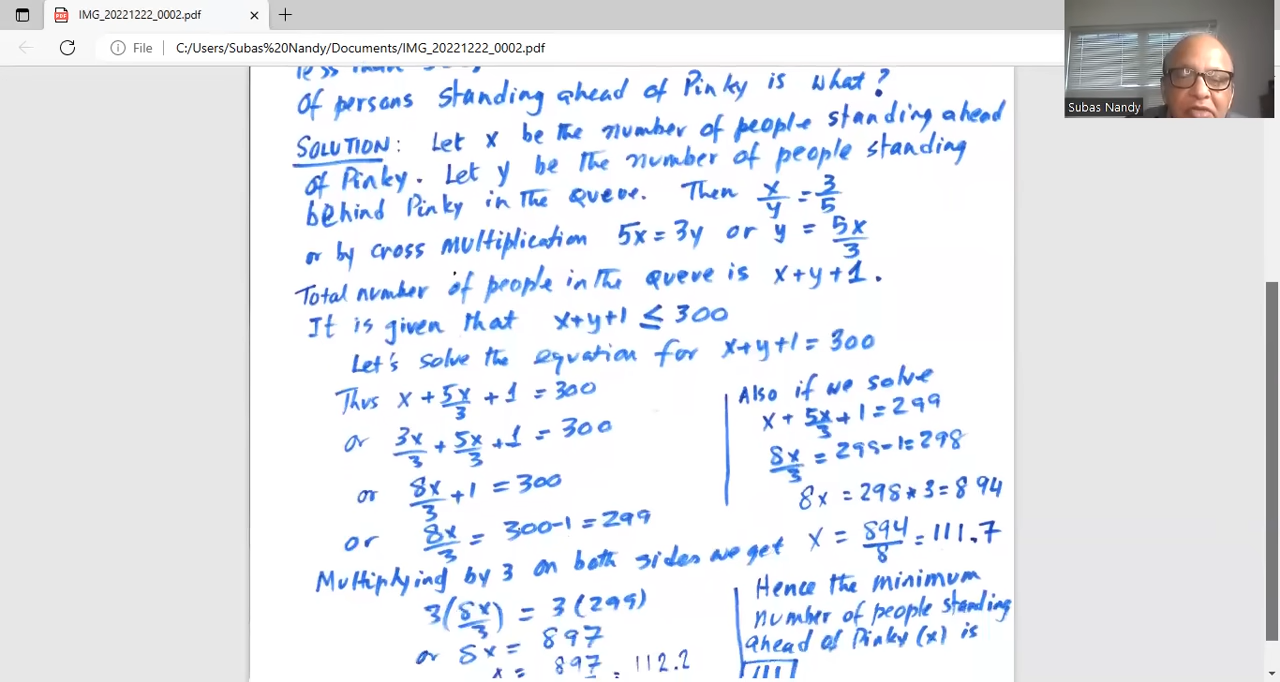 IMG_20221222_0002.pdf
File
C:/Users/Subas%20Nandy/Documents/IMG_20221222_0002.pdf
Subas Nandy
less than
of persons standing ahead of Pinky is what?
SOLUTION: Let x be the number of people standing ahead
of Pinky. Let y be the number of people standing
behind Pinky in the queue. Then x/y = 3/5
or by cross multiplication 5x = 3y or y = 5x/3
Total number of people in the queue is x+y+1.
It is given that x+y+1 ≤ 300
Let's solve the equation for x+y+1 = 300
Thus x + 5x/3 + 1 = 300
or 3x/3 + 5x/3 + 1 = 300
or 8x/3 + 1 = 300
or 8x/3 = 300-1 = 299
Multiplying by 3 on both sides we get
3(8x/3) = 3(299)
or 8x = 897
x = 897 = 112.2
Also if we solve
x + 5x/3 + 1 = 299
8x/3 = 299-1 = 298
8x = 298*3 = 894
x = 894/8 = 111.7
Hence the minimum
number of people standing
ahead of Pinky (x) is
111